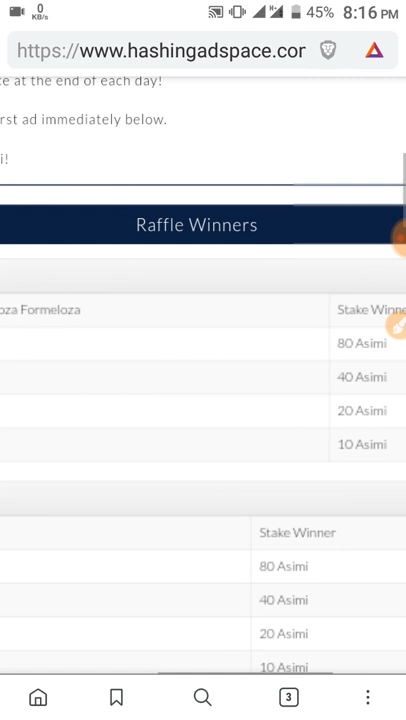 0
KB/s
45% 8:16 PM
https://www.hashingadspace.cor
ce at the end of each day!
rst ad immediately below.
i!
Raffle Winners
oza Formeloza
Stake Winne
80 Asimi
40 Asimi
20 Asimi
10 Asimi
Stake Winner
80 Asimi
40 Asimi
20 Asimi
10 Asimi
3